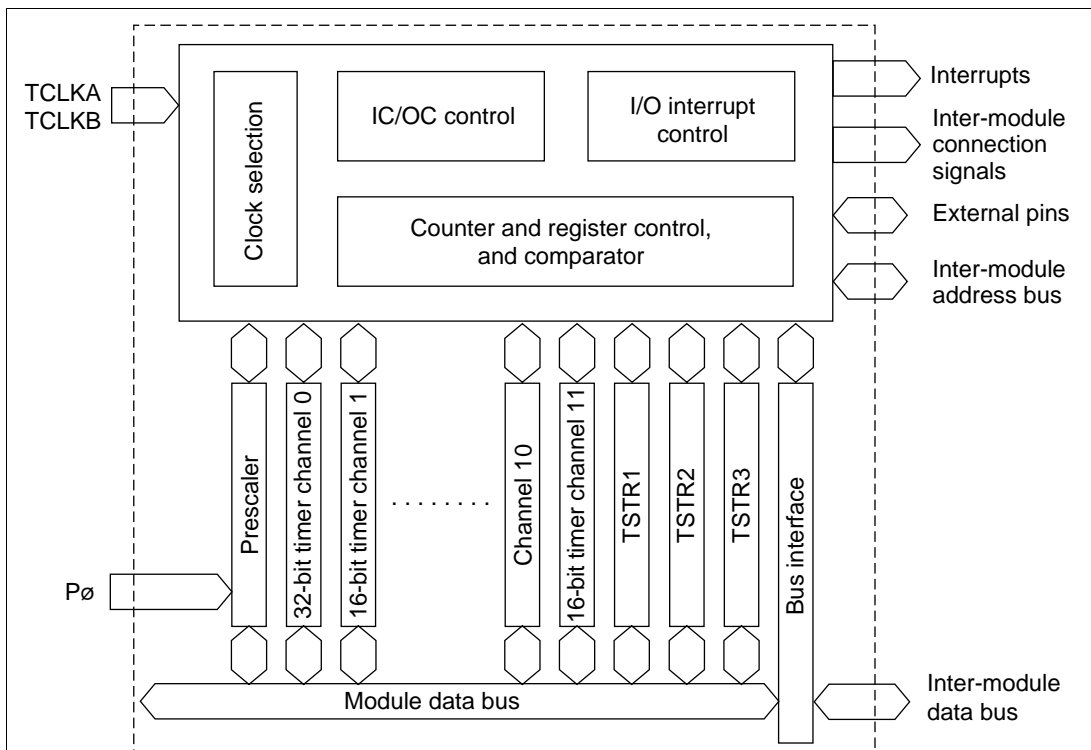 TCLKA
TCLKB
Clock selection
IC/OC control
I/O interrupt
control
Counter and register control,
and comparator
Interrupts
Inter-module
connection
signals
External pins
Inter-module
address bus
Prescaler
32-bit timer channel 0
16-bit timer channel 1
. . . . . . . .
Channel 10
16-bit timer channel 11
TSTR1
TSTR2
TSTR3
Bus interface
Pø
Module data bus
Inter-module
data bus